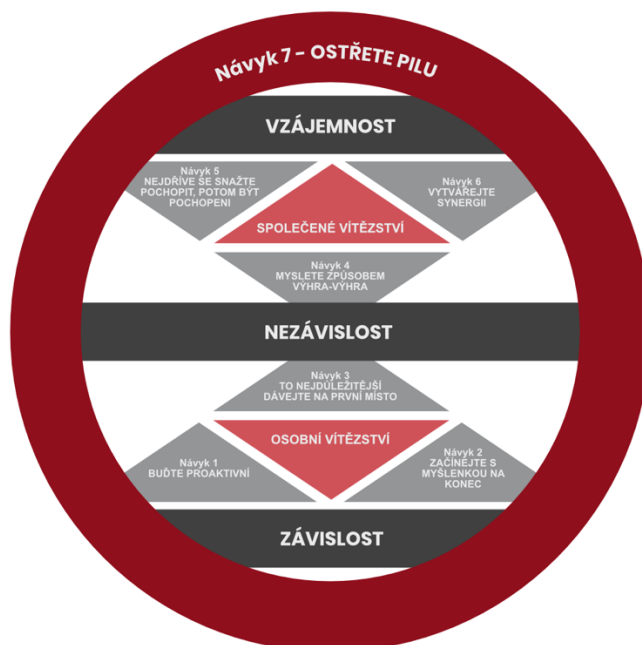 Návyk 7 - OSTŘETE PILU
VZÁJEMNOST
Návyk 5
NEJDŘÍVE SE SNAŽTE
POCHOPIT, POTOM BÝT
POCHOPENI
Návyk 6
VYTVÁŘEJTE
SYNERGII
SPOLEČENÉ VÍTĚZSTVÍ
Návyk 4
MYSLETE ZPŮSOBEM
VÝHRA-VÝHRA
NEZÁVISLOST
Návyk 3
TO NEJDŮLEŽITĚJŠÍ
DÁVEJTE NA PRVNÍ MÍSTO
OSOBNÍ VÍTĚZSTVÍ
Návyk 1
BUĎTE PROAKTIVNÍ
Návyk 2
ZAČÍNEJTE S
MYŠLENKOU NA
KONEC
ZÁVISLOST